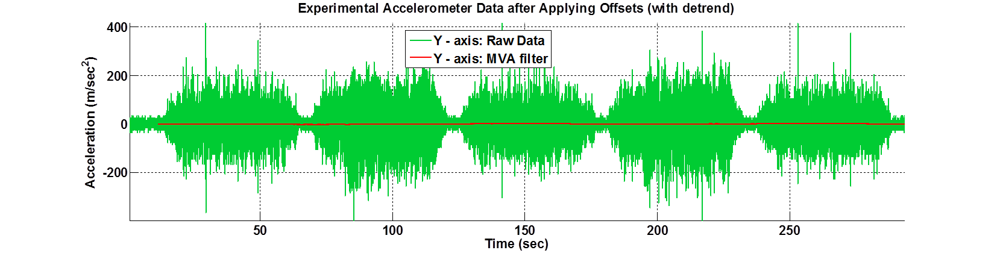 Experimental Accelerometer Data after Applying Offsets (with detrend)
Y - axis: Raw Data
Y - axis: MVA filter
Acceleration (m/sec²)
400
200
0
-200
50
100
150
200
250
Time (sec)